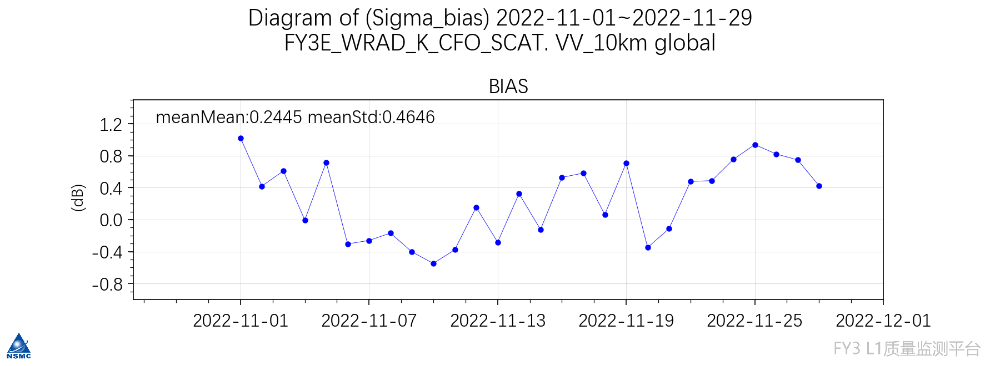 Diagram of (Sigma_bias) 2022-11-01~2022-11-29
FY3E_WRAD_K_CFO_SCAT. VV_10km global
BIAS
meanMean:0.2445 meanStd:0.4646
1.2
0.8
0.4
0.0
-0.4
-0.8
(dB)
2022-11-01 2022-11-07 2022-11-13 2022-11-19 2022-11-25 2022-12-01
NSMC
FY3 L1质量监测平台